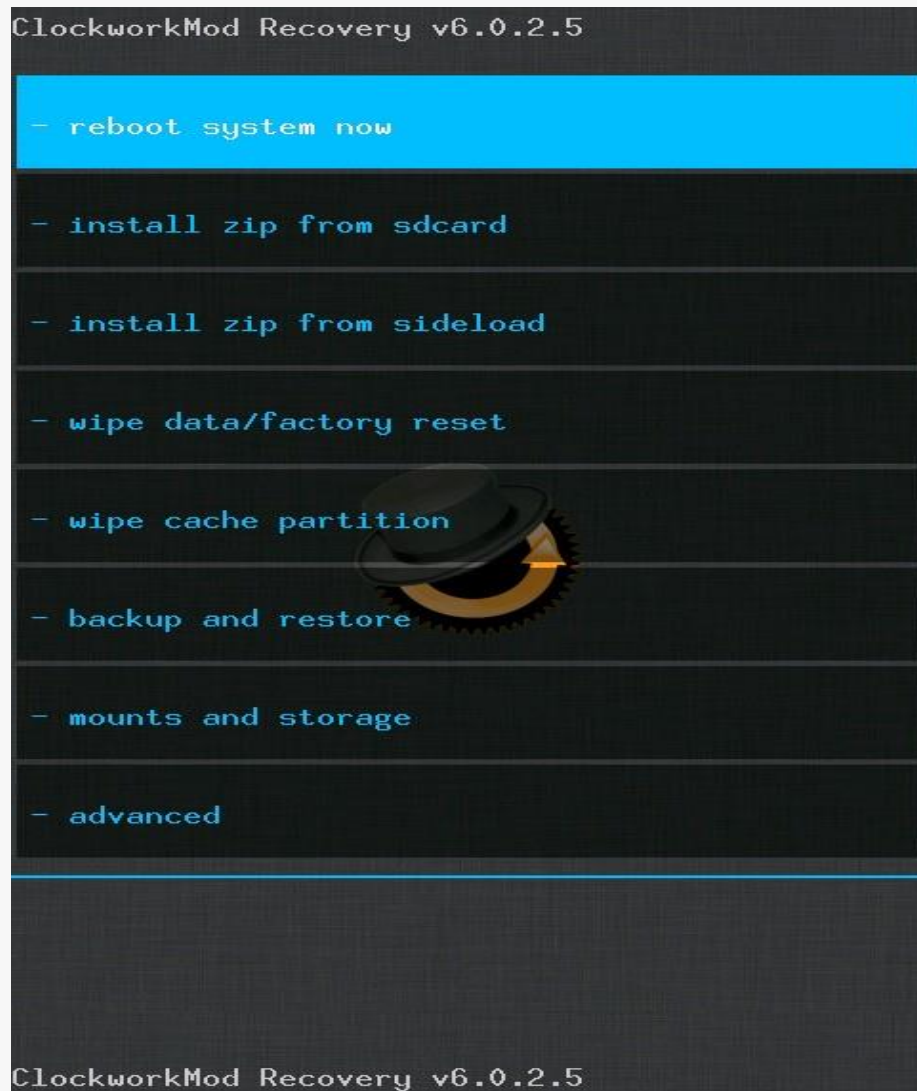 ClockworkMod Recovery v6.0.2.5
- reboot system now
- install zip from sdcard
- install zip from sideload
- wipe data/factory reset
- wipe cache partition
- backup and restore
- mounts and storage
- advanced
ClockworkMod Recovery v6.0.2.5